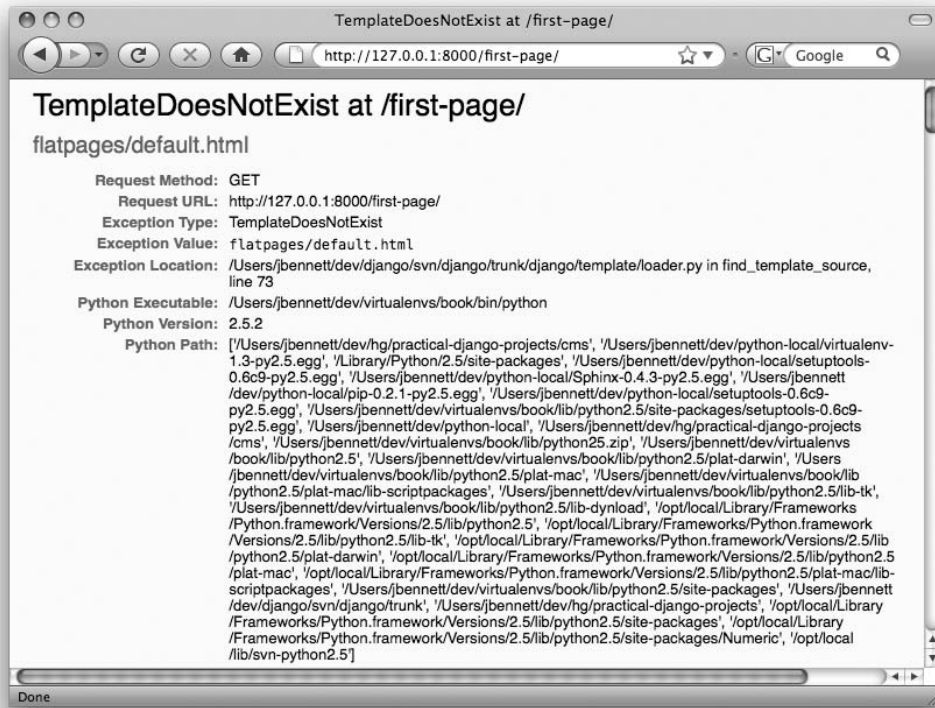 TemplateDoesNotExist at /first-page/
http://127.0.0.1:8000/first-page/
G
Google
TemplateDoesNotExist at /first-page/
flatpages/default.html
Request Method: GET
Request URL: http://127.0.0.1:8000/first-page/
Exception Type: TemplateDoesNotExist
Exception Value: flatpages/default.html
Exception Location: /Users/jbennett/dev/django/svn/django/trunk/django/template/loader.py in find_template_source,
line 73
Python Executable: /Users/jbennett/dev/virtualenvs/book/bin/python
Python Version: 2.5.2
Python Path: ['/Users/jbennett/dev/hg/practical-django-projects/cms', '/Users/jbennett/dev/python-local/virtualenv-
1.3-py2.5.egg', '/Library/Python/2.5/site-packages', '/Users/jbennett/dev/python-local/setuptools-
0.6c9-py2.5.egg', '/Users/jbennett/dev/python-local/Sphinx-0.4.3-py2.5.egg', '/Users/jbennett
/dev/python-local/pip-0.2.1-py2.5.egg', '/Users/jbennett/dev/python-local/setuptools-0.6c9-
py2.5.egg', '/Users/jbennett/dev/virtualenvs/book/lib/python2.5/site-packages/setuptools-0.6c9-
py2.5.egg', '/Users/jbennett/dev/python-local', '/Users/jbennett/dev/hg/practical-django-projects
/cms', '/Users/jbennett/dev/virtualenvs/book/lib/python25.zip', '/Users/jbennett/dev/virtualenvs
/book/lib/python2.5', '/Users/jbennett/dev/virtualenvs/book/lib/python2.5/plat-darwin', '/Users
/jbennett/dev/virtualenvs/book/lib/python2.5/plat-mac', '/Users/jbennett/dev/virtualenvs/book/lib
/python2.5/plat-mac/lib-scriptpackages', '/Users/jbennett/dev/virtualenvs/book/lib/python2.5/lib-tk',
'/Users/jbennett/dev/virtualenvs/book/lib/python2.5/lib-dynload', '/opt/local/Library/Frameworks
/Python.framework/Versions/2.5/lib/python2.5', '/opt/local/Library/Frameworks/Python.framework
/Versions/2.5/lib/python2.5/lib-tk', '/opt/local/Library/Frameworks/Python.framework/Versions/2.5/lib
/python2.5/plat-darwin', '/opt/local/Library/Frameworks/Python.framework/Versions/2.5/lib/python2.5
/plat-mac', '/opt/local/Library/Frameworks/Python.framework/Versions/2.5/lib/python2.5/plat-mac/lib-
scriptpackages', '/Users/jbennett/dev/virtualenvs/book/lib/python2.5/site-packages', '/Users/jbennett
/dev/django/svn/django/trunk', '/Users/jbennett/dev/hg/practical-django-projects', '/opt/local/Library
/Frameworks/Python.framework/Versions/2.5/lib/python2.5/site-packages', '/opt/local/Library
/Frameworks/Python.framework/Versions/2.5/lib/python2.5/site-packages/Numeric', '/opt/local
/lib/svn-python2.5']
Done